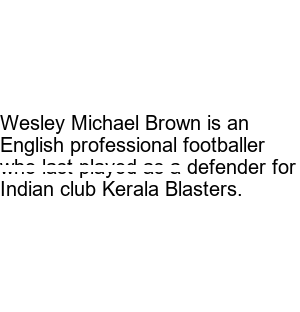 Wesley Michael Brown is an
English professional footballer
who last played as a defender for
Indian club Kerala Blasters.